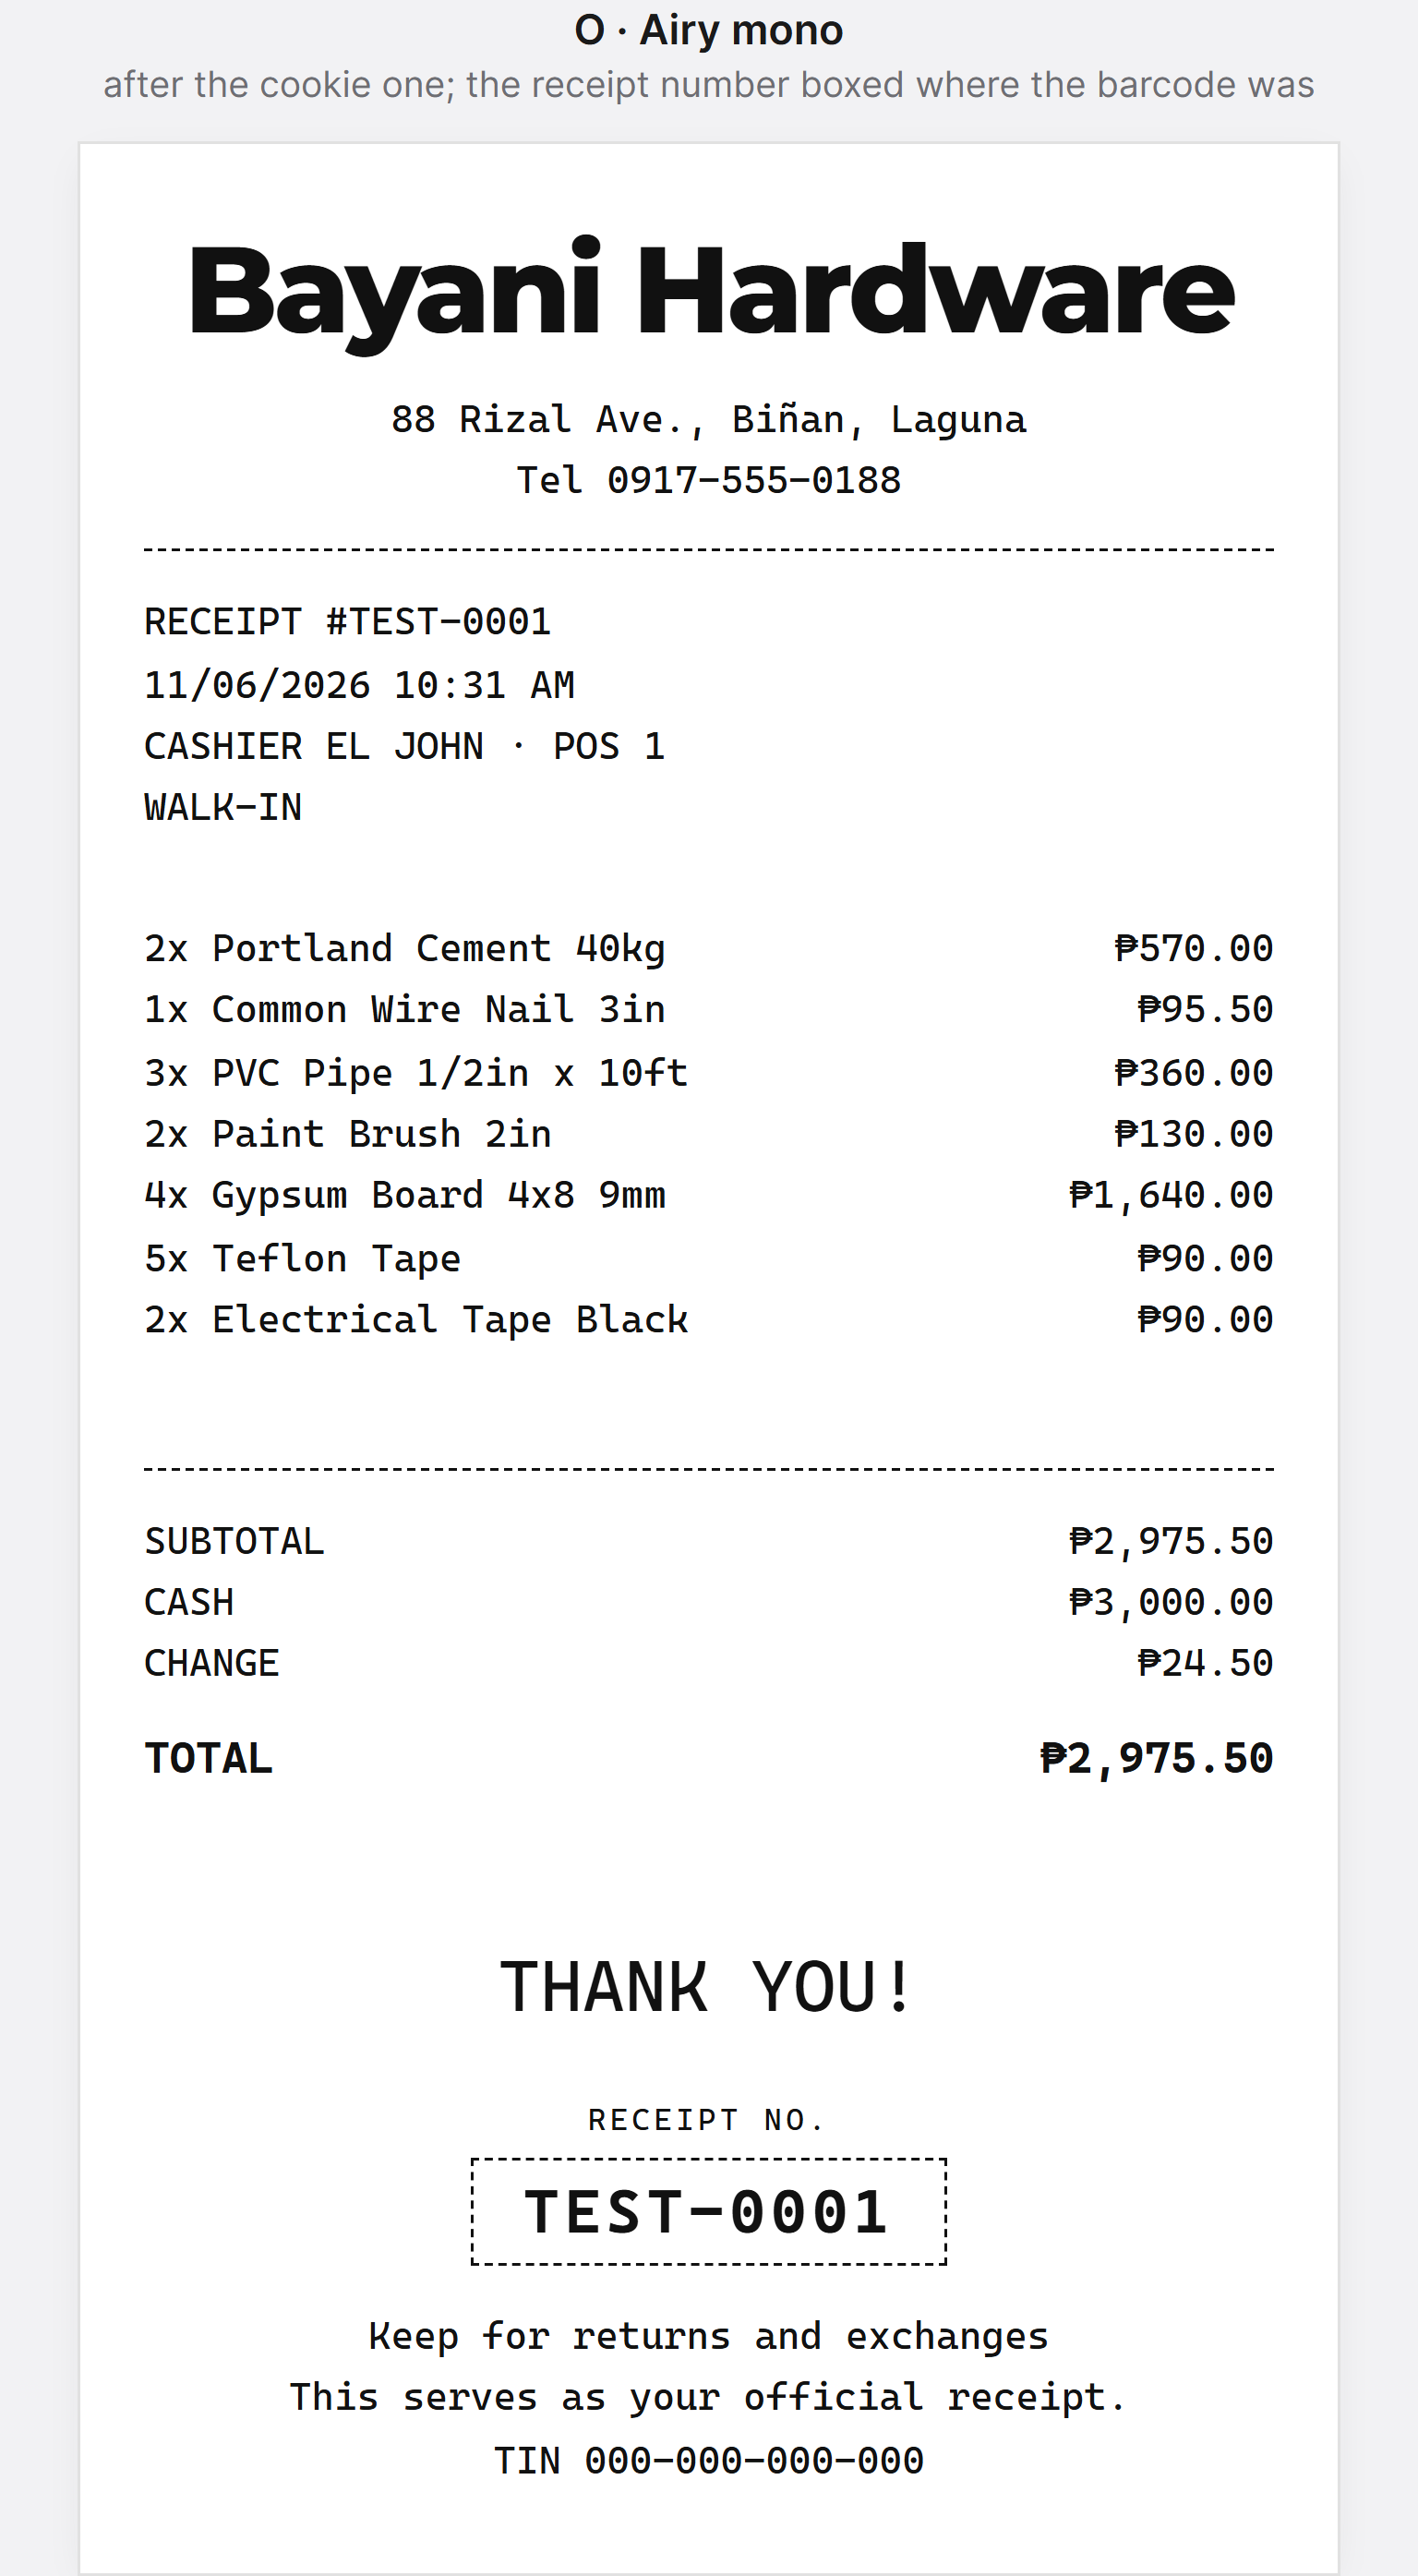 O · Airy mono
after the cookie one; the receipt number boxed where the barcode was
Bayani Hardware
88 Rizal Ave., Biñan, Laguna
Tel 0917-555-0188
RECEIPT #TEST-0001
11/06/2026 10:31 AM
CASHIER EL JOHN · POS 1
WALK-IN
2x Portland Cement 40kg ₱570.00
1x Common Wire Nail 3in ₱95.50
3x PVC Pipe 1/2in x 10ft ₱360.00
2x Paint Brush 2in ₱130.00
4x Gypsum Board 4x8 9mm ₱1,640.00
5x Teflon Tape ₱90.00
2x Electrical Tape Black ₱90.00
SUBTOTAL ₱2,975.50
CASH ₱3,000.00
CHANGE ₱24.50
TOTAL ₱2,975.50
THANK YOU!
RECEIPT NO.
TEST-0001
Keep for returns and exchanges
This serves as your official receipt.
TIN 000-000-000-000